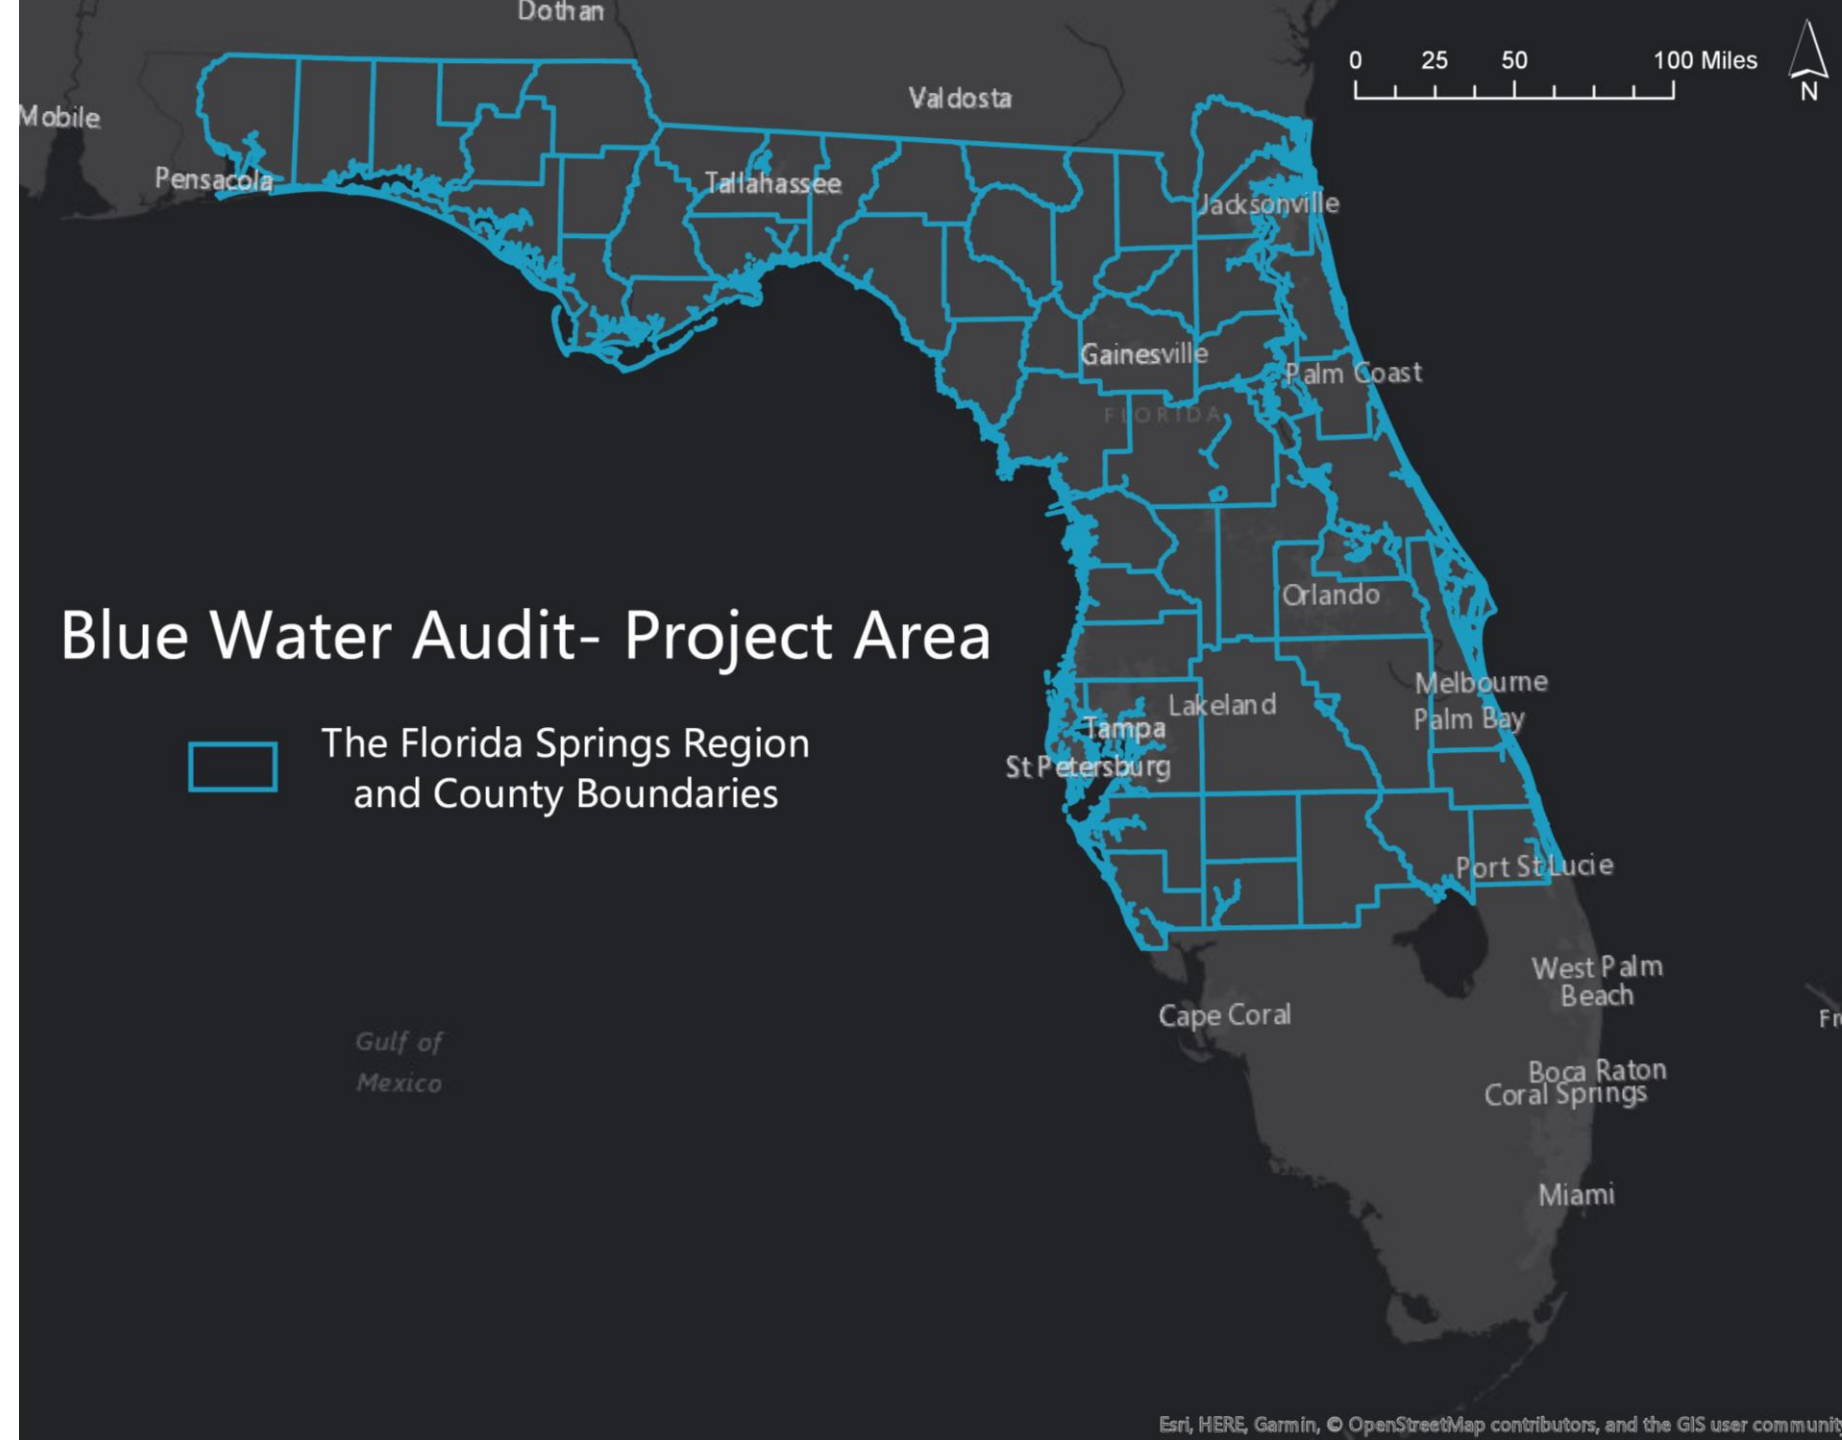 Dothan
0 25 50 100 Miles
Valdosta
N
Mobile
Pensacola
Tallahassee
Jacksonville
Gainesville
Palm Coast
FLORIDA
Orlando
Blue Water Audit- Project Area
Melbourne
Lakeland
Palm Bay
Tampa
The Florida Springs Region
and County Boundaries
St Petersburg
Port St Lucie
West Palm
Beach
Cape Coral
Gulf of
Mexico
Boca Raton
Coral Springs
Miami
Esri, HERE, Garmin, © OpenStreetMap contributors, and the GIS user